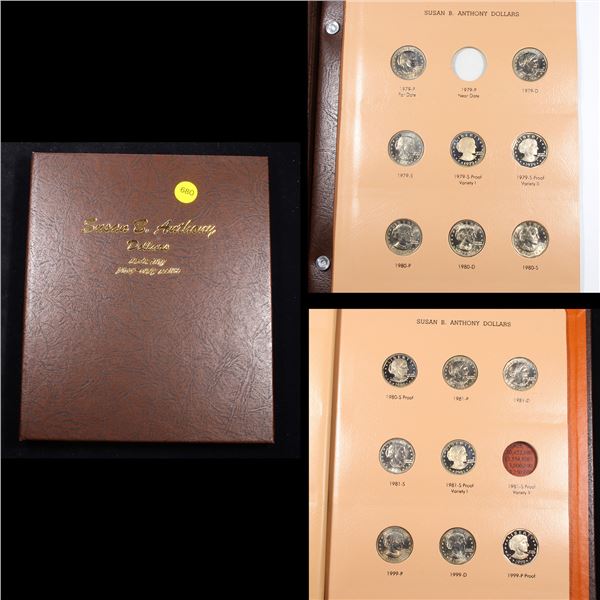 680
Susan B. Anthony
Dollars
SUSAN B. ANTHONY DOLLARS
1979-P
Far Date
1979-P
Near Date
1979-D
1979-S
1979-S Proof
Variety I
1979-S Proof
Variety II
1980-P
1980-D
1980-S
SUSAN B. ANTHONY DOLLARS
1980-S Proof
1981-P
1981-D
1981-S
1981-S Proof
Variety I
1981-S Proof
Variety II
1999-P
1999-D
1999-P Proof